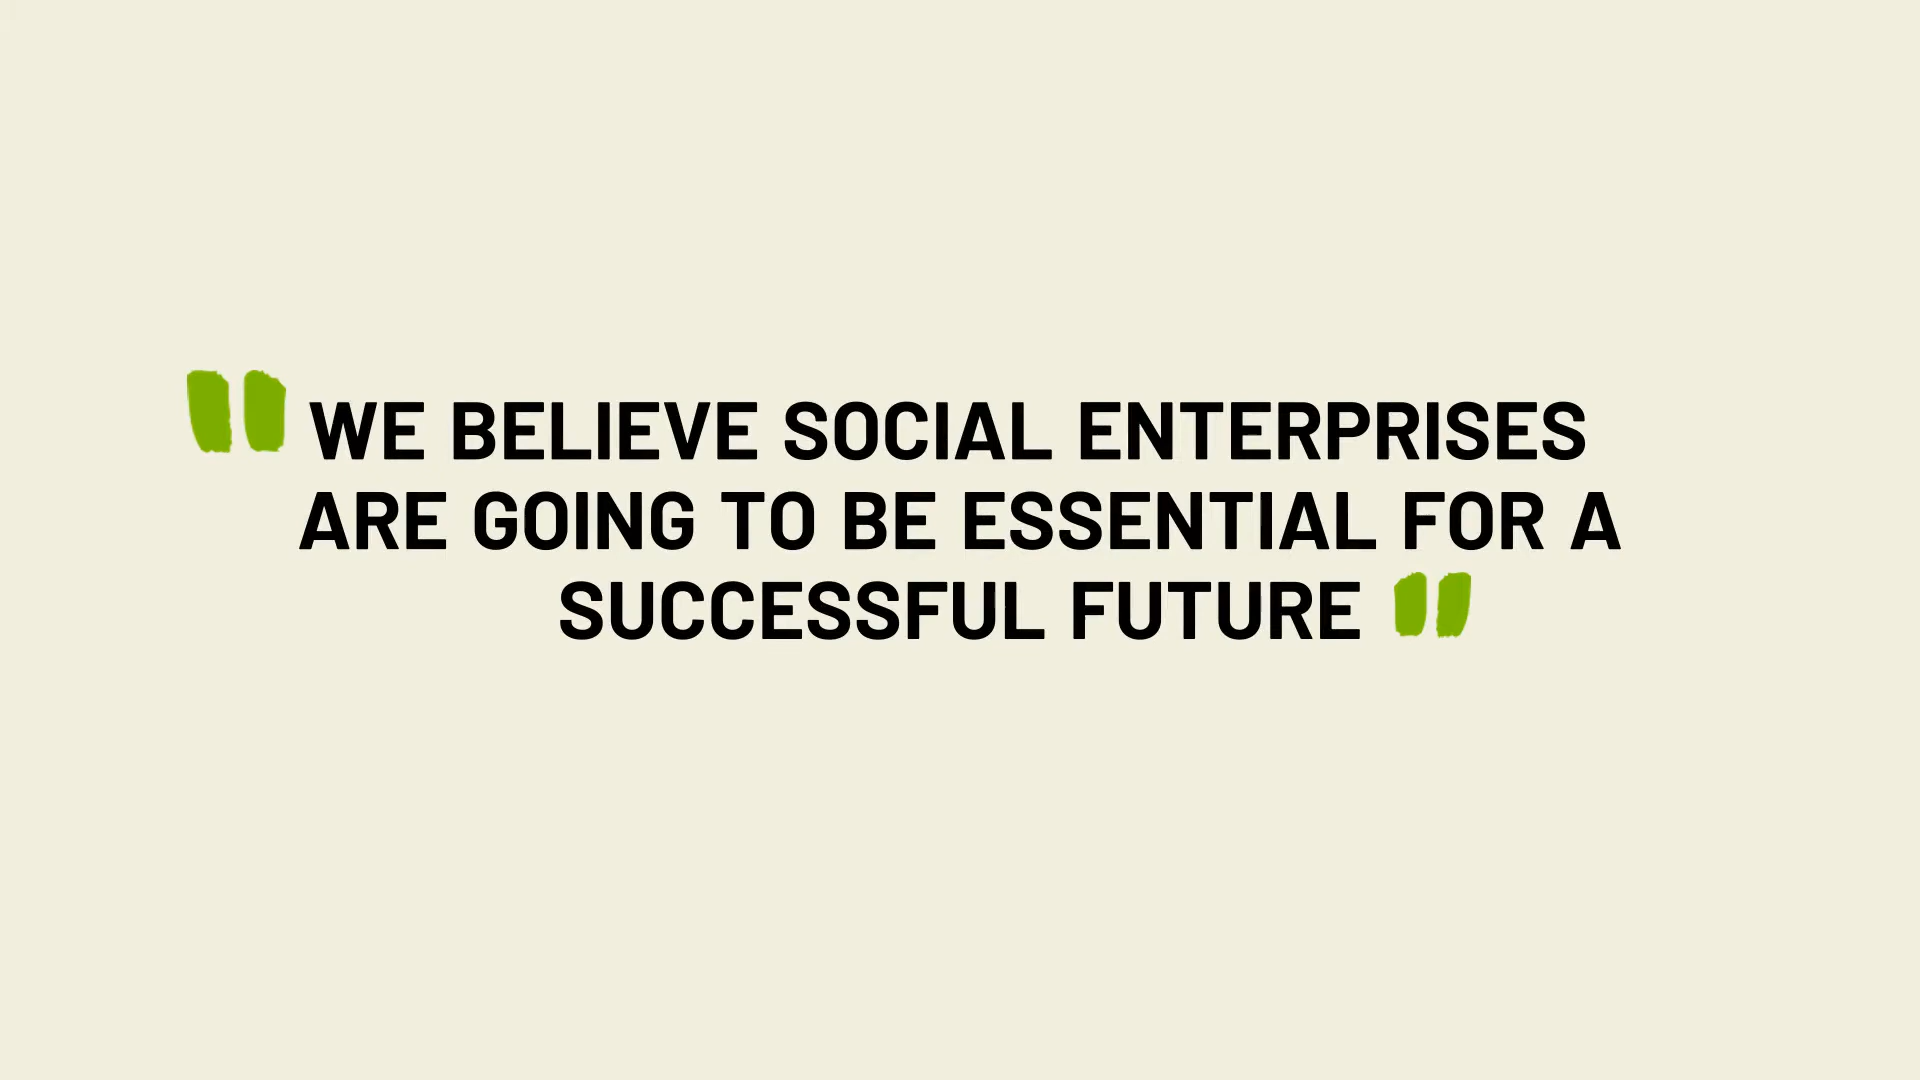 "WE BELIEVE SOCIAL ENTERPRISES
ARE GOING TO BE ESSENTIAL FOR A
SUCCESSFUL FUTURE"